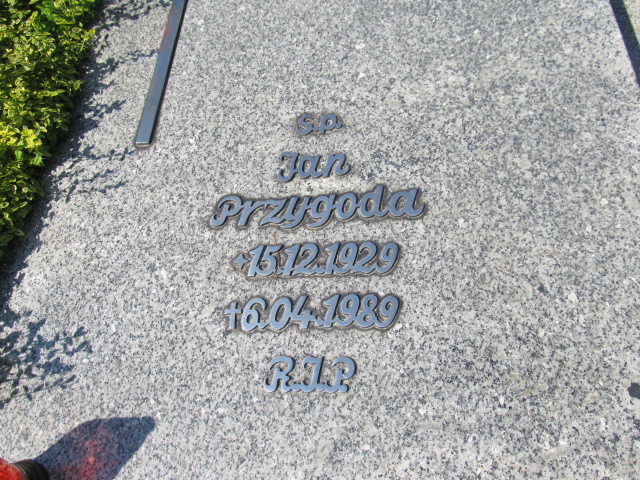 s.p.
Jan
Przygoda
*15.12.1929
†6.04.1989
R.I.P